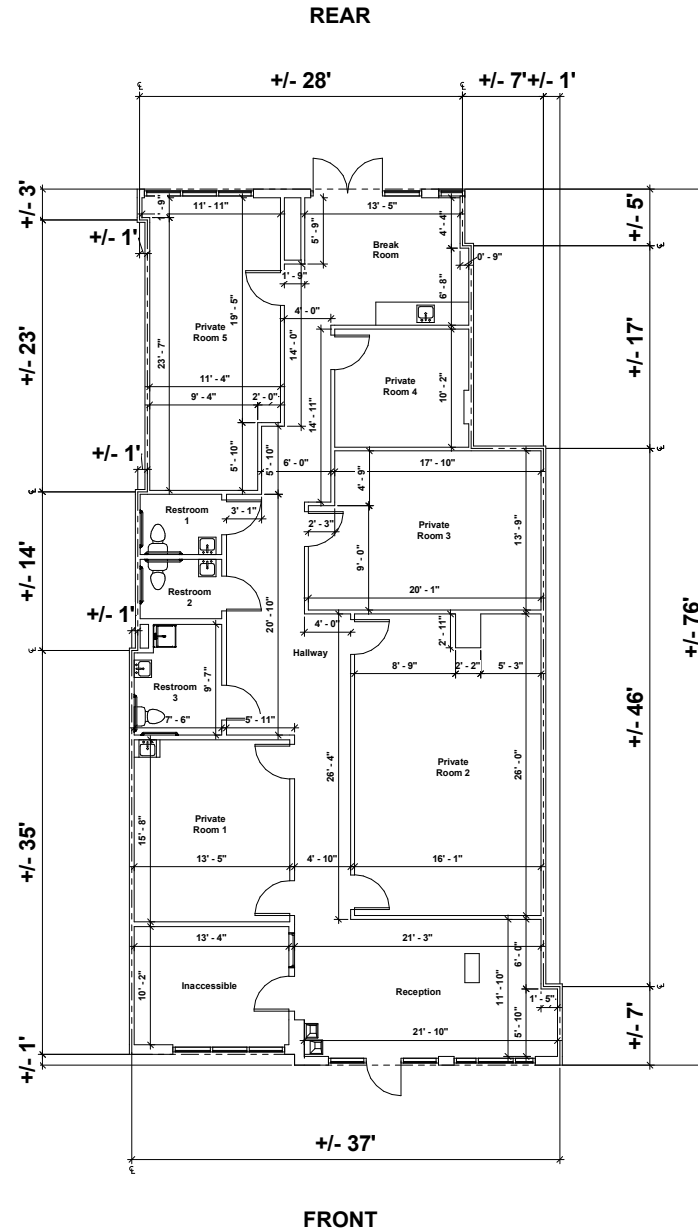 REAR
+/- 28'
+/- 7'
+/- 1'
+/- 3'
+/- 1'
+/- 23'
+/- 1'
+/- 14'
+/- 1'
+/- 35'
+/- 1'
+/- 5'
+/- 17'
+/- 76'
+/- 46'
+/- 7'
11' - 11"
13' - 5"
5' - 9"
4' - 4"
Break
Room
0' - 9"
1' - 9"
6' - 8"
4' - 0"
19' - 5"
Private
Room 5
23' - 7"
14' - 0"
11' - 4"
9' - 4"
2' - 0"
14' - 11"
Private
Room 4
10' - 2"
5' - 10"
5' - 10"
6' - 0"
17' - 10"
4' - 9"
13' - 9"
Restroom
1
3' - 1"
2' - 3"
Private
Room 3
9' - 0"
20' - 1"
Restroom
2
20' - 10"
4' - 0"
Hallway
2' - 11"
8' - 9"
2' - 2"
5' - 3"
Restroom
3
9' - 7"
7' - 6"
5' - 11"
26' - 4"
Private
Room 2
26' - 0"
Private
Room 1
15' - 8"
13' - 5"
4' - 10"
16' - 1"
13' - 4"
21' - 3"
10' - 2"
Inaccessible
Reception
11' - 10"
6' - 0"
1' - 5"
5' - 10"
21' - 10"
+/- 37'
FRONT